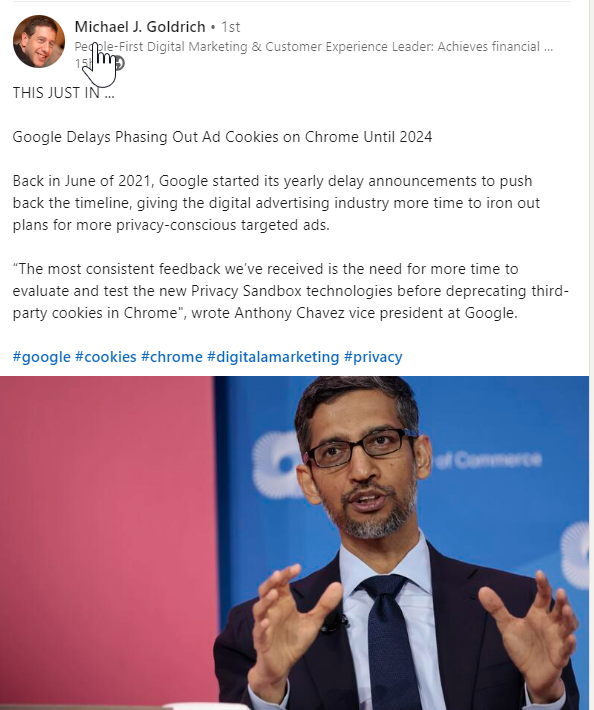 Michael J. Goldrich • 1st
People-First Digital Marketing & Customer Experience Leader: Achieves financial ...
THIS JUST IN ...
Google Delays Phasing Out Ad Cookies on Chrome Until 2024
Back in June of 2021, Google started its yearly delay announcements to push
back the timeline, giving the digital advertising industry more time to iron out
plans for more privacy-conscious targeted ads.
“The most consistent feedback we’ve received is the need for more time to
evaluate and test the new Privacy Sandbox technologies before deprecating third-
party cookies in Chrome", wrote Anthony Chavez vice president at Google.
#google #cookies #chrome #digitalamarketing #privacy
of Commerce